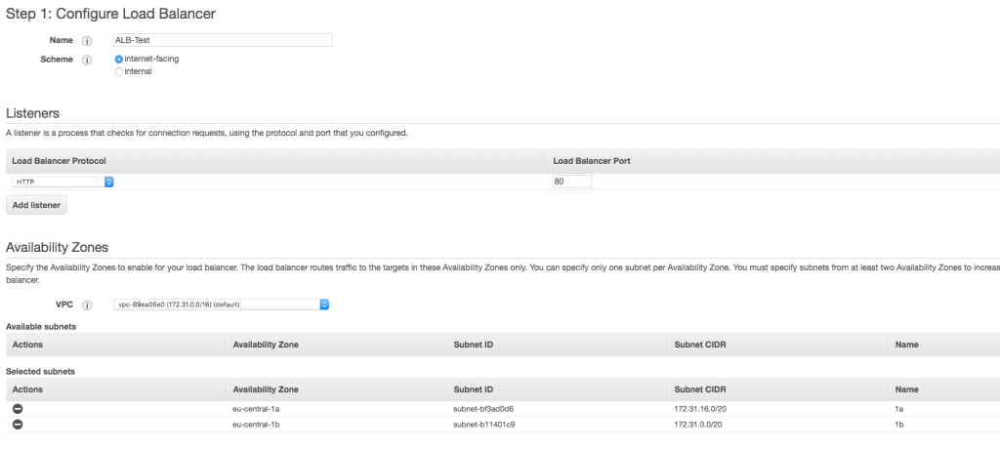 Step 1: Configure Load Balancer
Name i ALB-Test
Scheme i internet-facing
internal
Listeners
A listener is a process that checks for connection requests, using the protocol and port that you configured.
Load Balancer Protocol Load Balancer Port
HTTP 80
Add listener
Availability Zones
Specify the Availability Zones to enable for your load balancer. The load balancer routes traffic to the targets in these Availability Zones only. You can specify only one subnet per Availability Zone. You must specify subnets from at least two Availability Zones to increas
balancer.
VPC i vpc-89ea05e0 (172.31.0.0/16) (default)
Available subnets
Actions Availability Zone Subnet ID Subnet CIDR Name
Selected subnets
Actions Availability Zone Subnet ID Subnet CIDR Name
eu-central-1a subnet-bf3ad0d6 172.31.16.0/20 1a
eu-central-1b subnet-b11401c9 172.31.0.0/20 1b